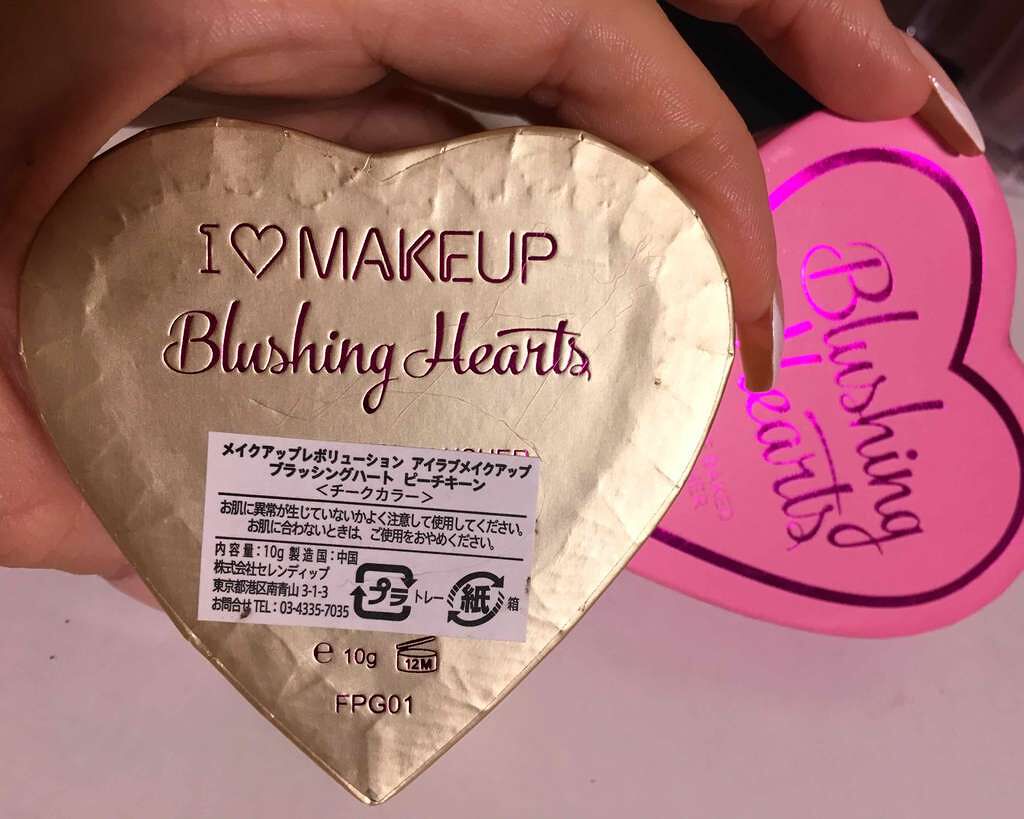 I♡MAKEUP
Blushing Hearts
メイクアップレボリューション アイラブメイクアップ
ブラッシングハート ピーチキーン
＜チークカラー＞
お肌に異常が生じていないかよく注意して使用してください。
お肌に合わないときは、ご使用をおやめください。
内容量：10g 製造国：中国
株式会社セレンディップ
東京都港区南青山 3-1-3
お問合せ TEL：03-4335-7035
プラ トレー 紙 箱
e 10g 12M
FPG01
Blushing
Hearts